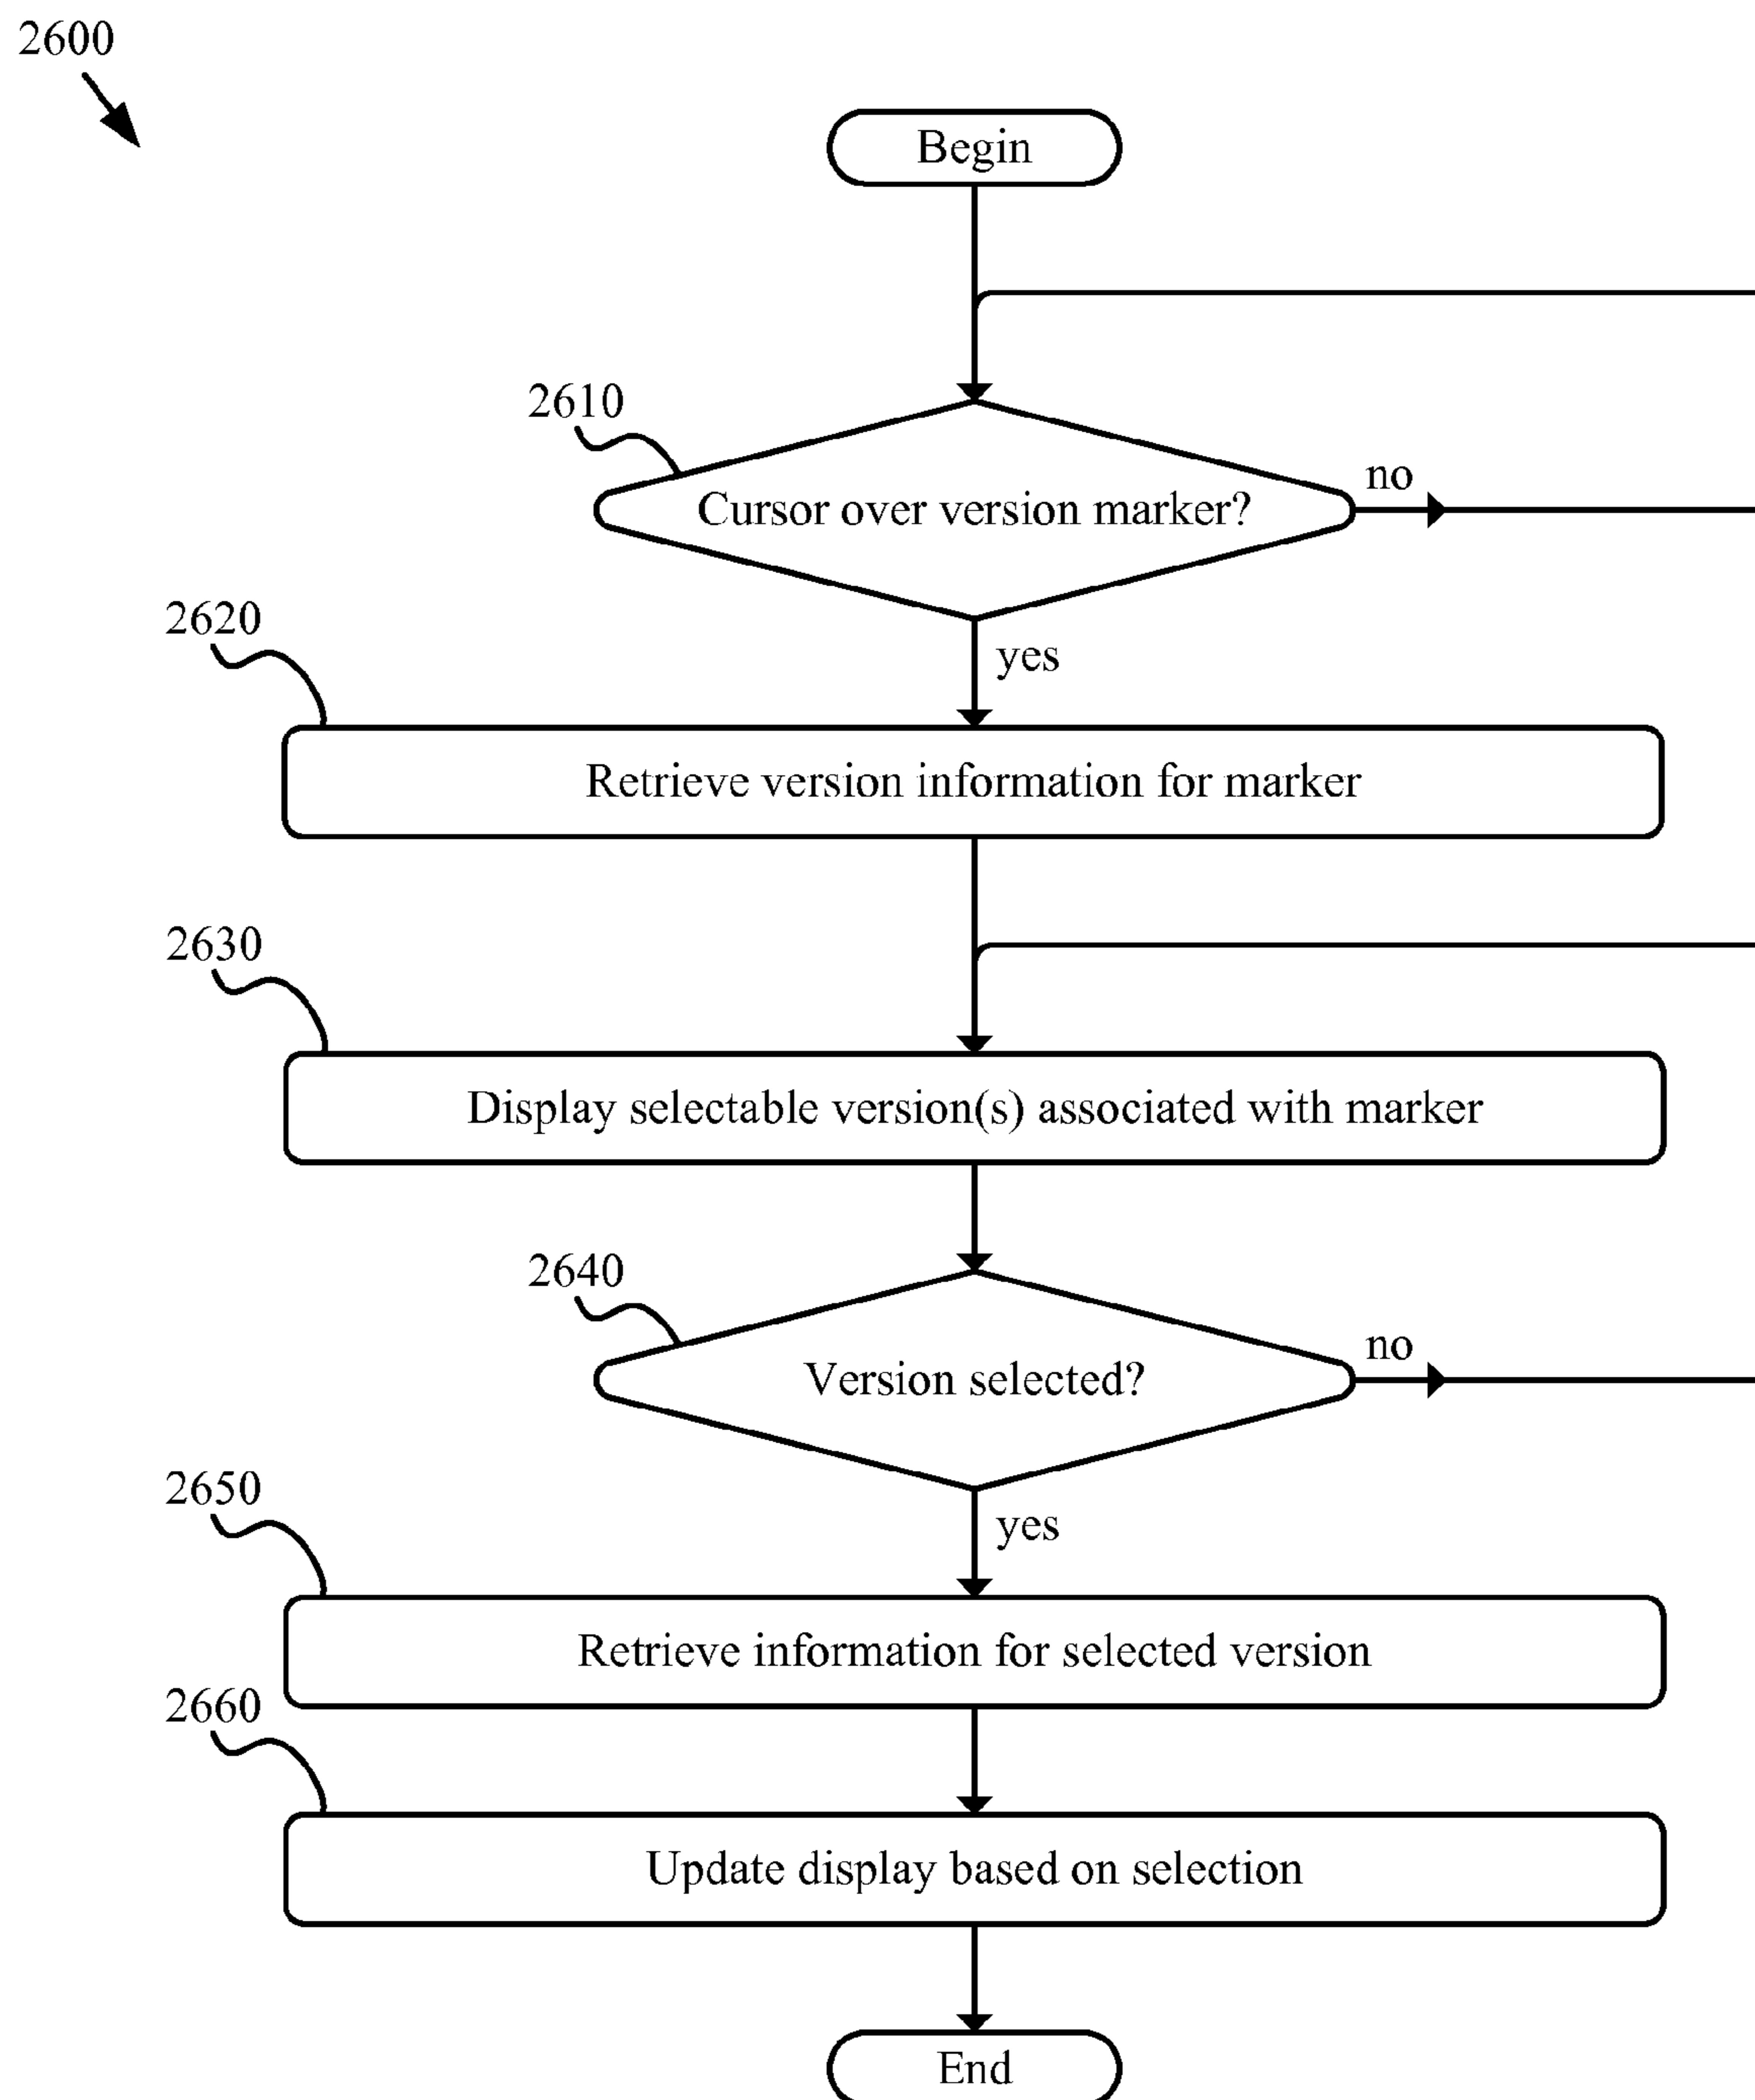 2600
Begin
2610
Cursor over version marker?
no
yes
2620
Retrieve version information for marker
2630
Display selectable version(s) associated with marker
2640
Version selected?
no
yes
2650
Retrieve information for selected version
2660
Update display based on selection
End